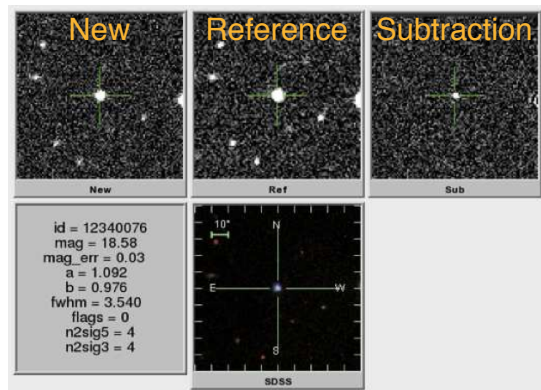 New Reference Subtraction
New Ref Sub
id = 12340076
mag = 18.58
mag_err = 0.03
a = 1.092
b = 0.976
fwhm = 3.540
flags = 0
n2sig5 = 4
n2sig3 = 4
10"
N
E W
S
SDSS